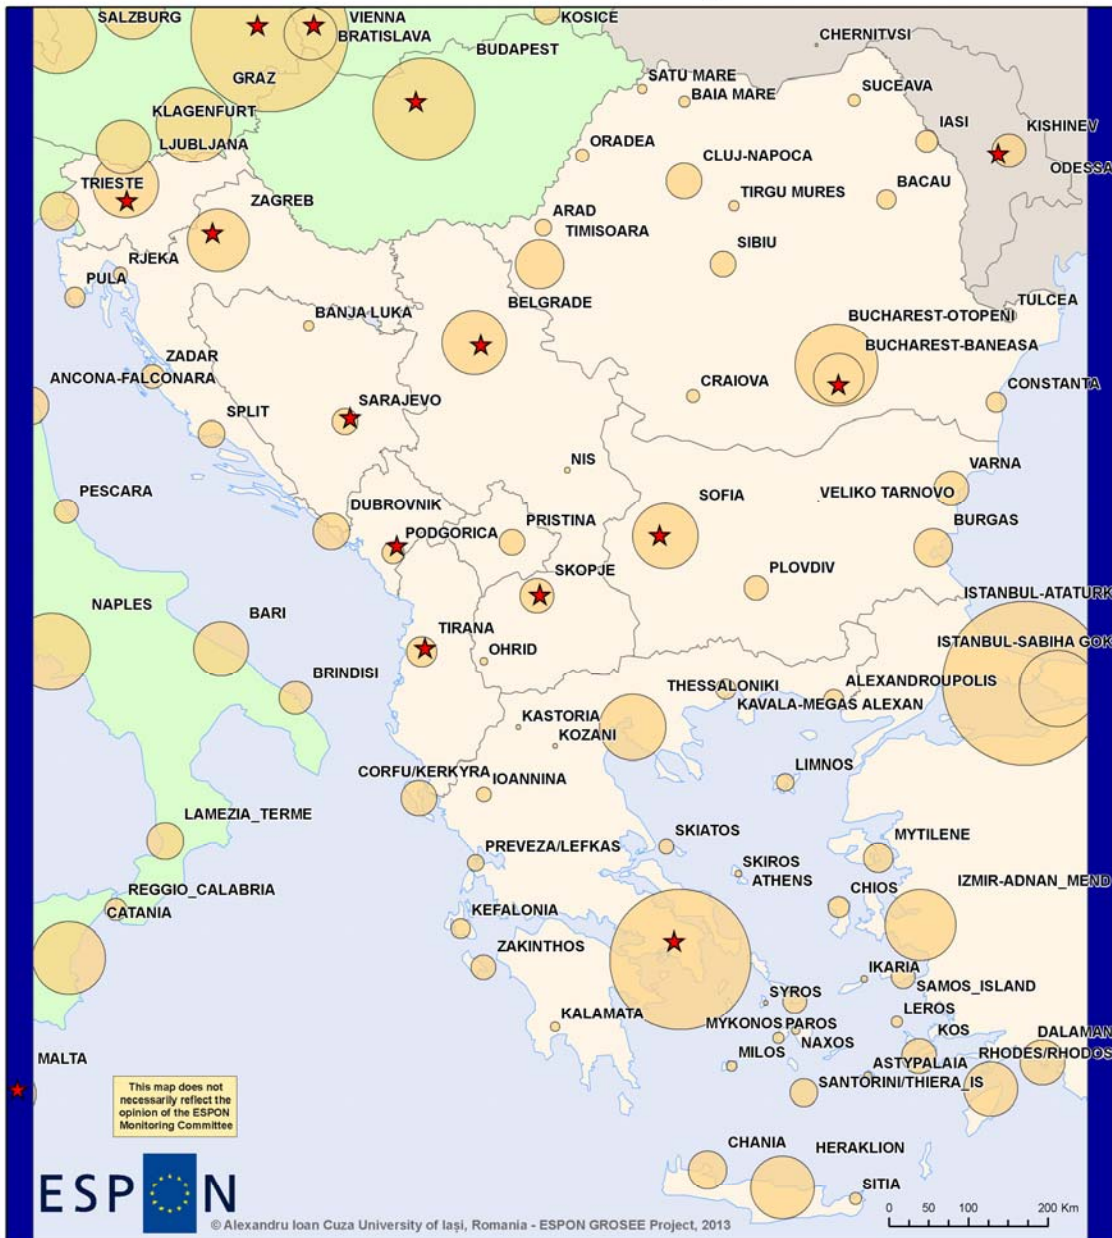 SALZBURG
VIENNA
BRATISLAVA
KOSICE
CHERNITVSI
BUDAPEST
GRAZ
SATU MARE
BAIA MARE
SUCEAVA
KLAGENFURT
LJUBLJANA
IASI
KISHINEV
ORADEA
CLUJ-NAPOCA
ODESSA
TRIESTE
ZAGREB
TIRGU MURES
BACAU
ARAD
TIMISOARA
SIBIU
RJEKA
PULA
TULCEA
BANJA LUKA
BELGRADE
BUCHAREST-OTOPENI
BUCHAREST-BANEASA
ZADAR
ANCONA-FALCONARA
CRAIOVA
CONSTANTA
SARAJEVO
SPLIT
NIS
VARNA
PESCARA
SOFIA
VELIKO TARNOVO
DUBROVNIK
PRISTINA
BURGAS
PODGORICA
SKOPJE
PLOVDIV
ISTANBUL-ATATURK
NAPLES
BARI
TIRANA
OHRID
ISTANBUL-SABIHA GOK
BRINDISI
THESSALONIKI
ALEXANDROUPOLIS
KAVALA-MEGAS ALEXAN
KASTORIA
KOZANI
CORFU/KERKYRA
IOANNINA
LIMNOS
LAMEZIA_TERME
SKIATOS
MYTILENE
PREVEZA/LEFKAS
SKIROS
ATHENS
REGGIO_CALABRIA
CHIOS
IZMIR-ADNAN_MEND
CATANIA
KEFALONIA
ZAKINTHOS
IKARIA
SAMOS_ISLAND
SYROS
KALAMATA
MYKONOS
PAROS
LEROS
KOS
NAXOS
DALAMAN
MALTA
MILOS
ASTYPALAIA
RHODES/RHODOS
SANTORINI/THIERA_IS
This map does not
necessarily reflect the
opinion of the ESPON
Monitoring Committee
CHANIA
HERAKLION
SITIA
ESPON
© Alexandru Ioan Cuza University of Iași, Romania - ESPON GROSEE Project, 2013
0 50 100 200 Km